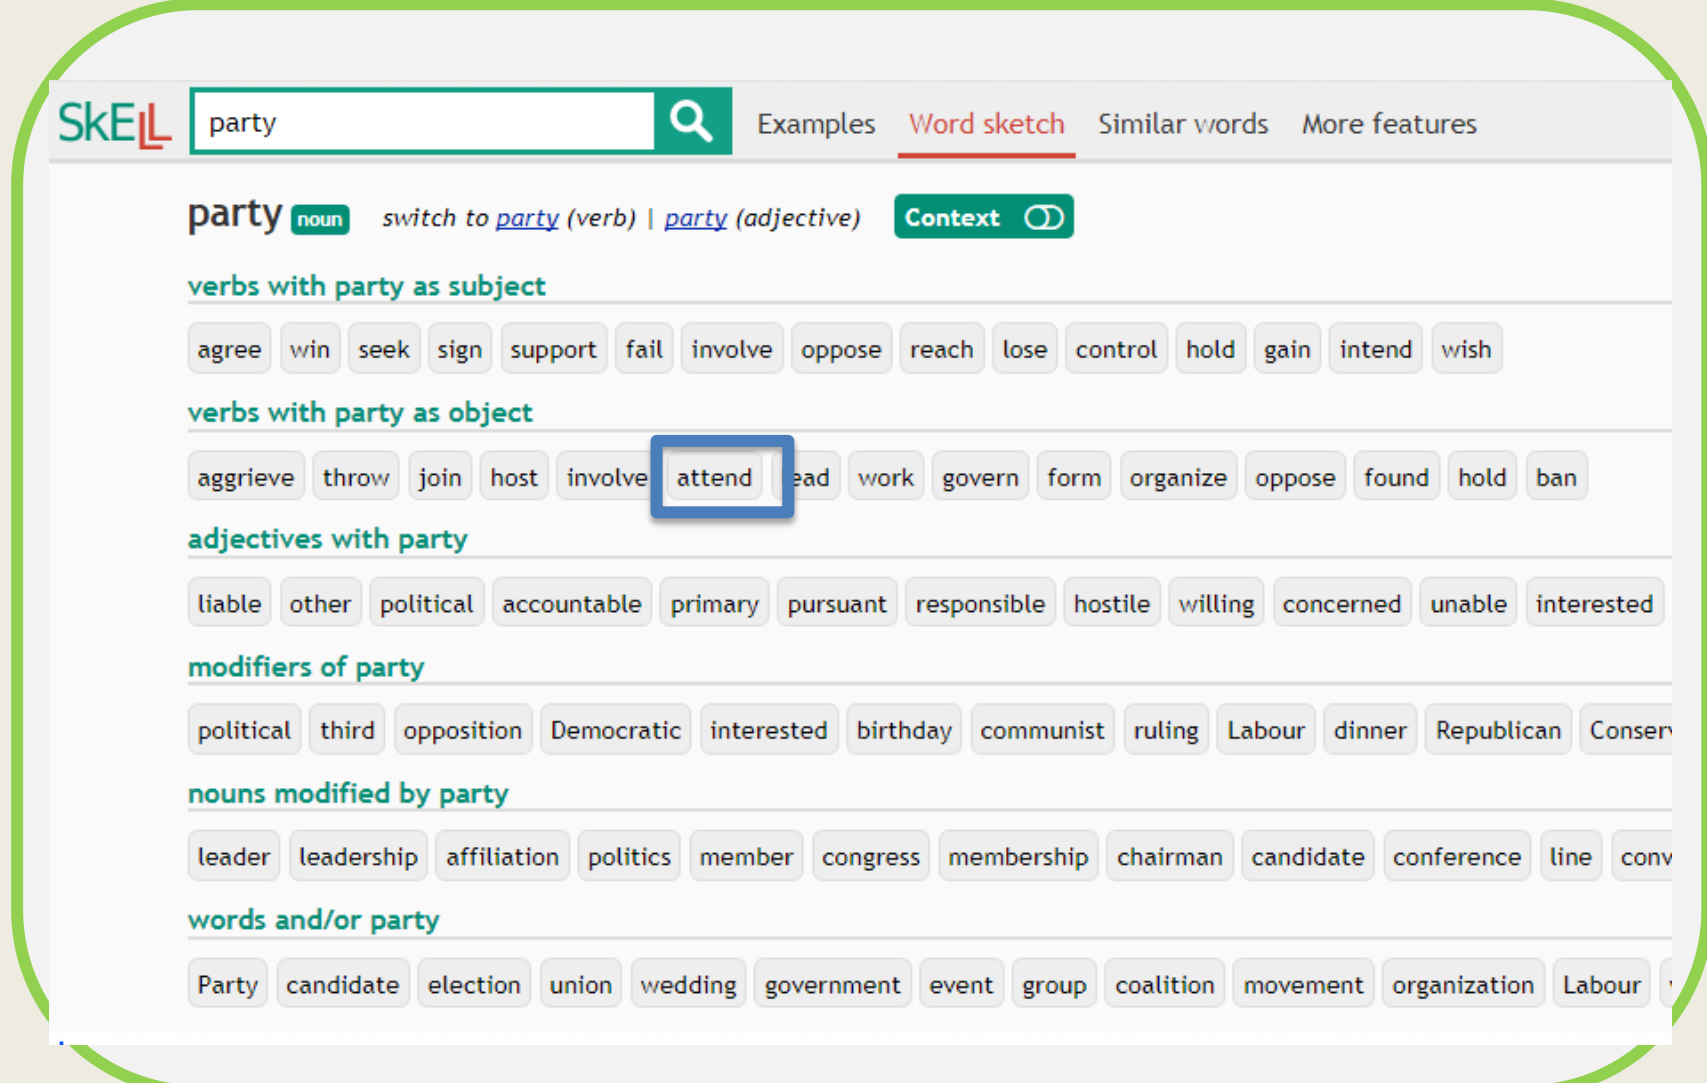 SkELL party Examples Word sketch Similar words More features
party noun switch to party (verb) | party (adjective) Context
verbs with party as subject
agree win seek sign support fail involve oppose reach lose control hold gain intend wish
verbs with party as object
aggrieve throw join host involve attend ead work govern form organize oppose found hold ban
adjectives with party
liable other political accountable primary pursuant responsible hostile willing concerned unable interested
modifiers of party
political third opposition Democratic interested birthday communist ruling Labour dinner Republican Conser
nouns modified by party
leader leadership affiliation politics member congress membership chairman candidate conference line conv
words and/or party
Party candidate election union wedding government event group coalition movement organization Labour